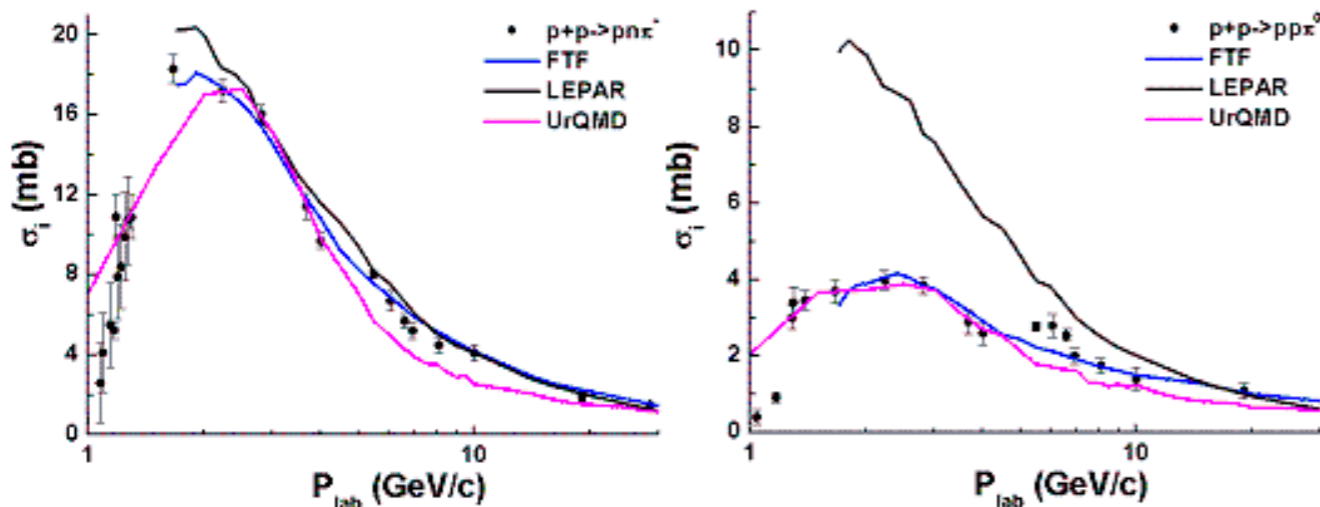 20
16
12
8
4
0
σi (mb)
p+p->pnπ+
FTF
LEPAR
UrQMD
1
10
Plab (GeV/c)
10
8
6
4
2
0
σi (mb)
p+p->ppπ0
FTF
LEPAR
UrQMD
1
10
Plab (GeV/c)